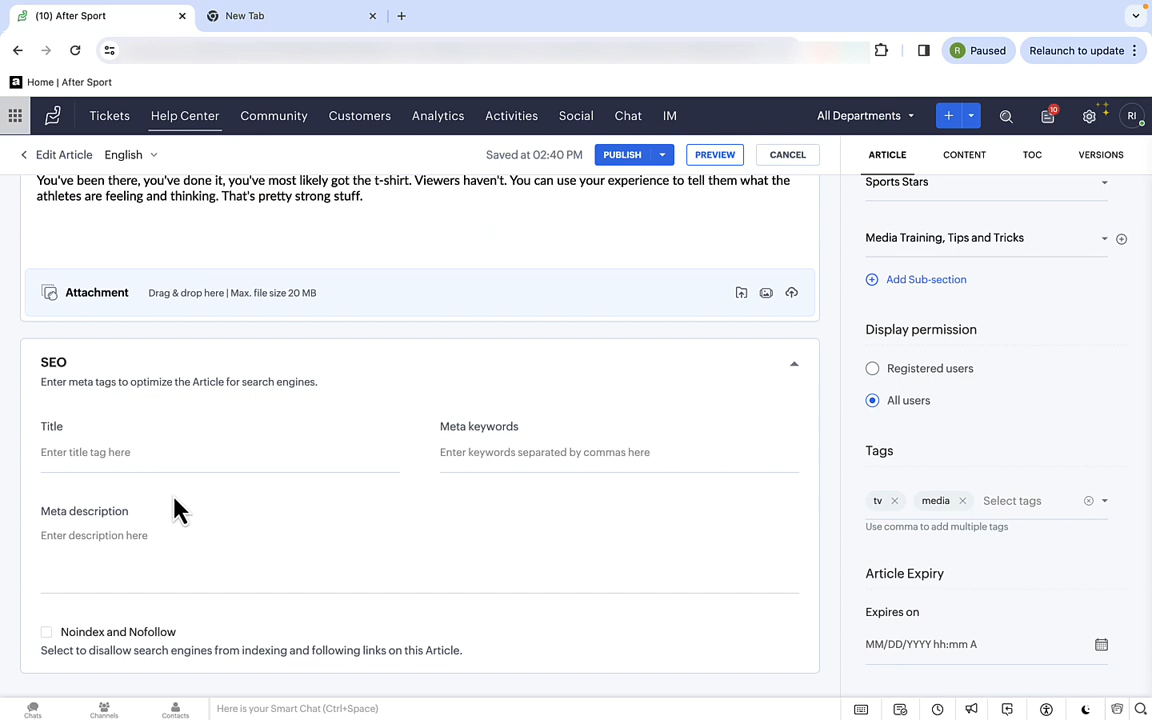 (10) After Sport
New Tab
R Paused
Relaunch to update
a Home | After Sport
Tickets Help Center Community Customers Analytics Activities Social Chat IM
All Departments
10
RI
Edit Article English
Saved at 02:40 PM
PUBLISH
PREVIEW
CANCEL
ARTICLE CONTENT TOC VERSIONS
You've been there, you've done it, you've most likely got the t-shirt. Viewers haven't. You can use your experience to tell them what the
athletes are feeling and thinking. That's pretty strong stuff.
Attachment Drag & drop here | Max. file size 20 MB
SEO
Enter meta tags to optimize the Article for search engines.
Title
Enter title tag here
Meta keywords
Enter keywords separated by commas here
Meta description
Enter description here
Noindex and Nofollow
Select to disallow search engines from indexing and following links on this Article.
Sports Stars
Media Training, Tips and Tricks
Add Sub-section
Display permission
Registered users
All users
Tags
tv media Select tags
Use comma to add multiple tags
Article Expiry
Expires on
MM/DD/YYYY hh:mm A
Chats
Channels
Contacts
Here is your Smart Chat (Ctrl+Space)